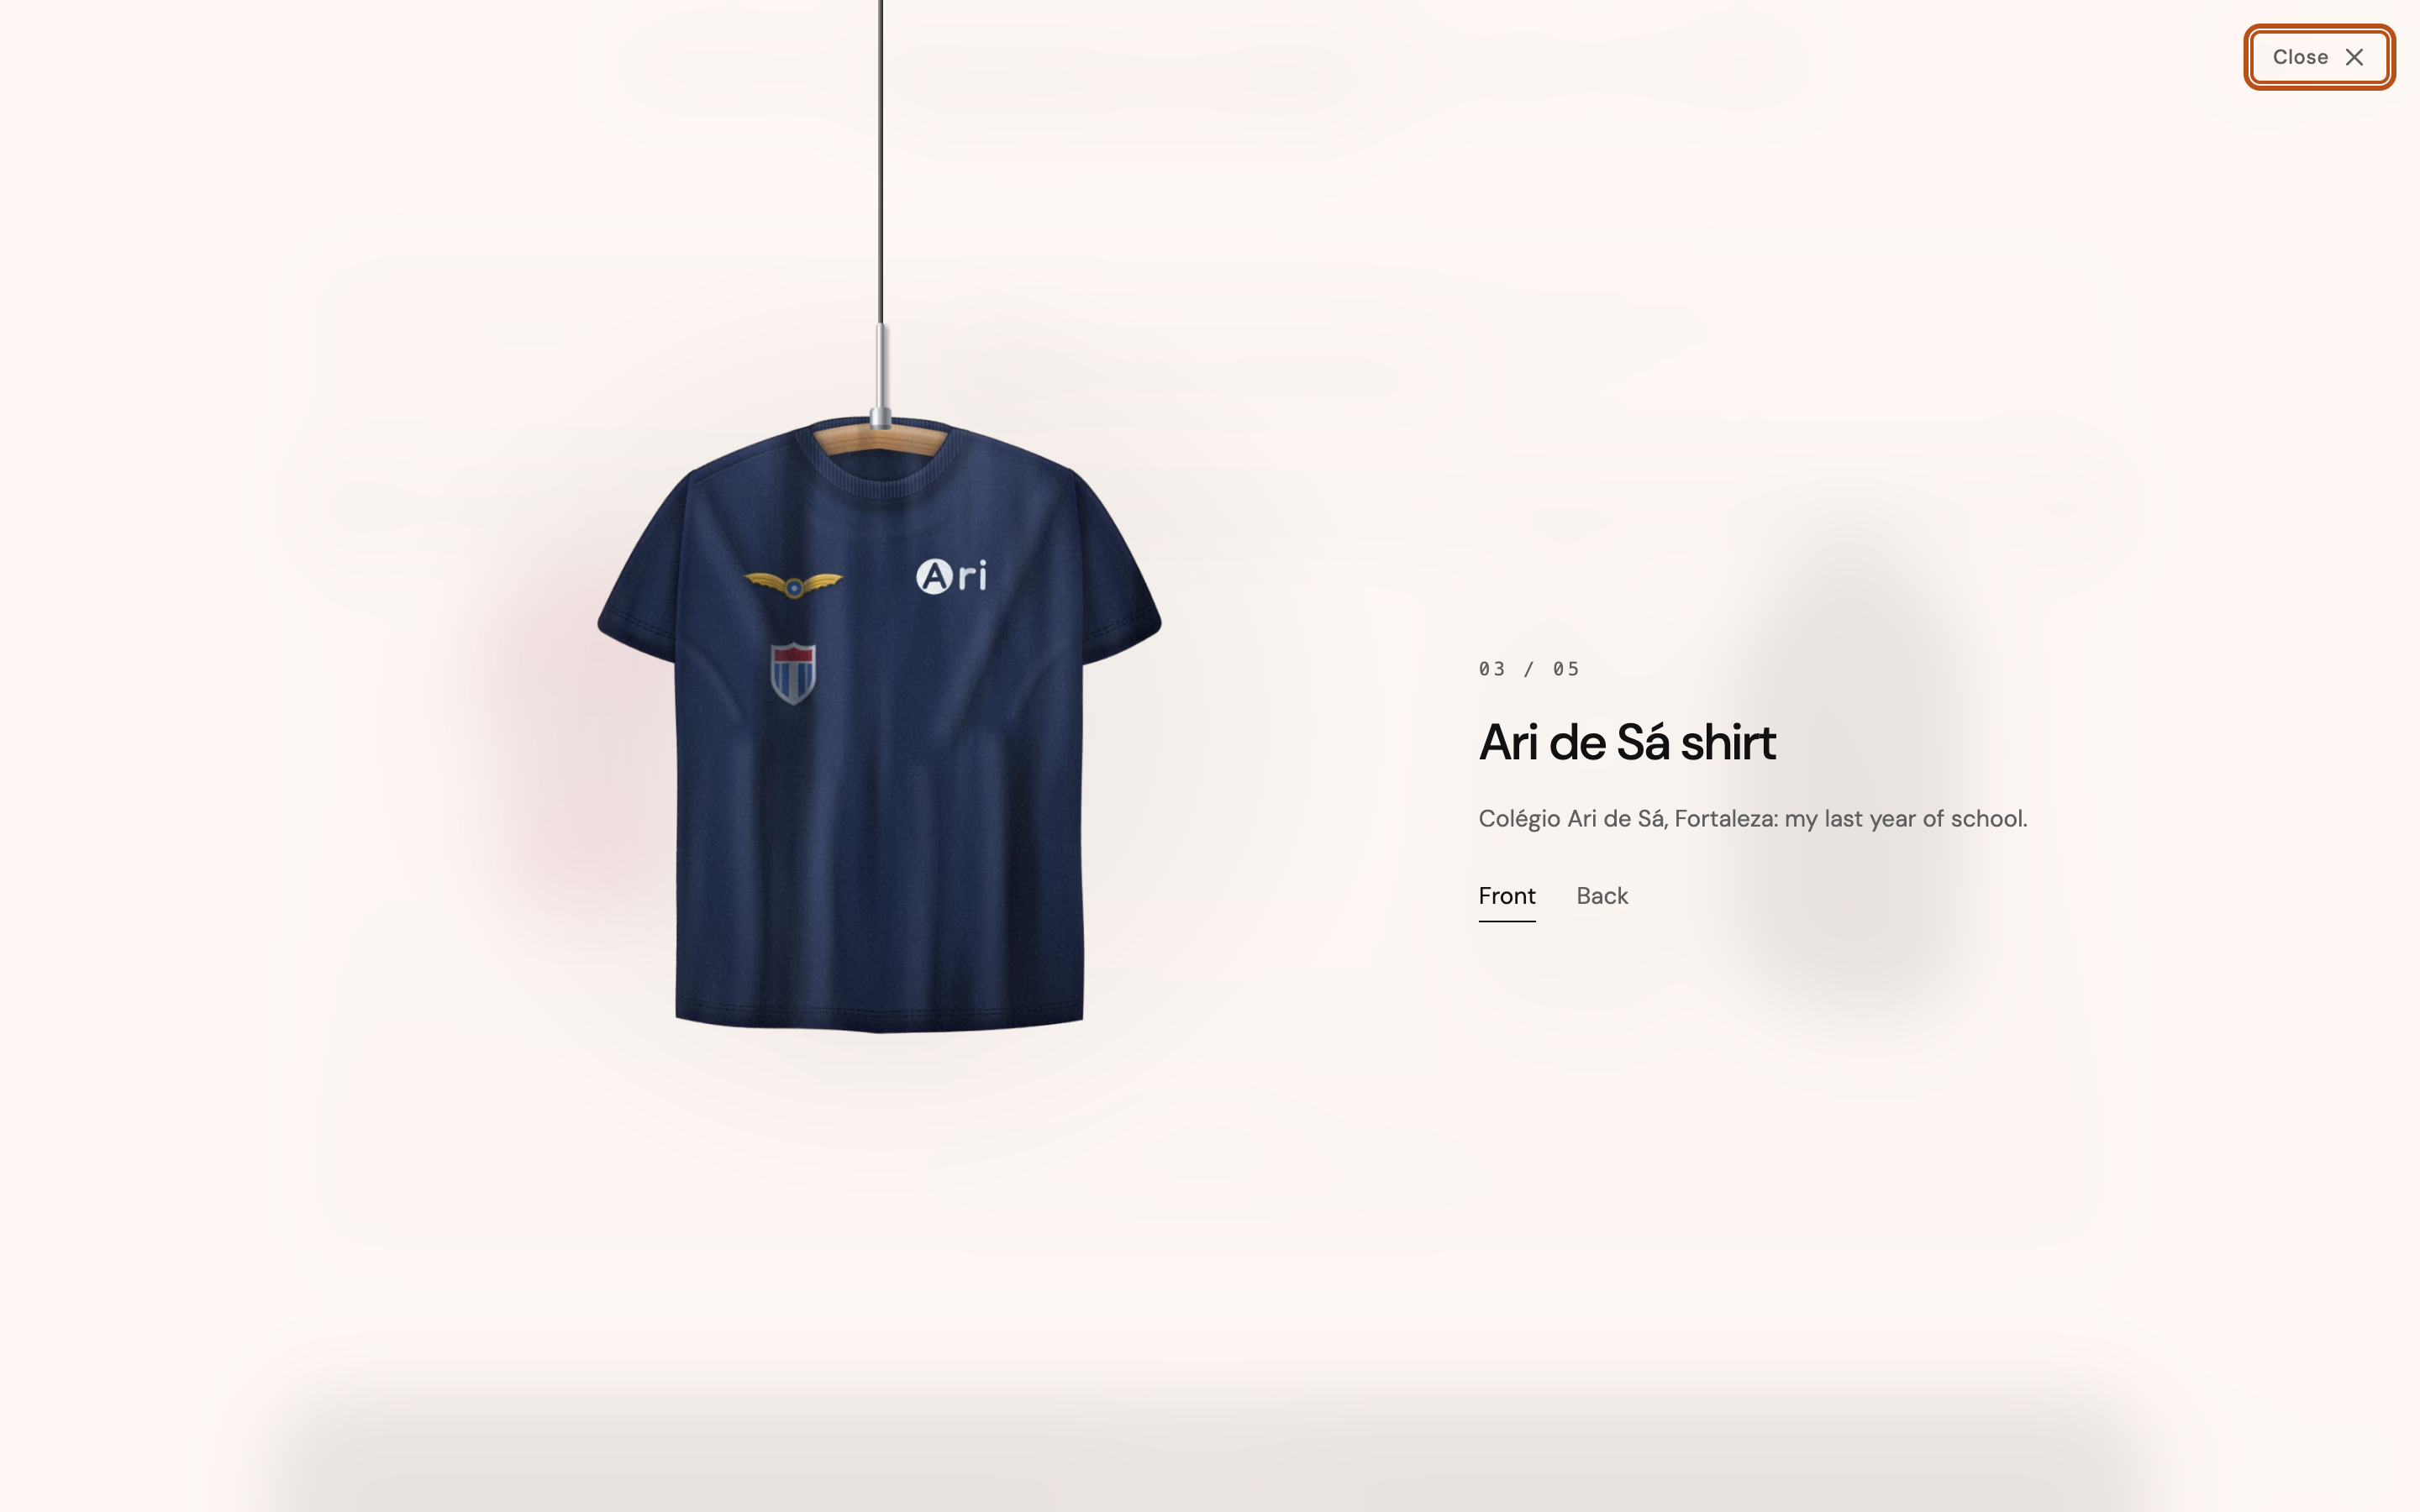 Close
Ari
03 / 05
Ari de Sá shirt
Colégio Ari de Sá, Fortaleza: my last year of school.
Front Back